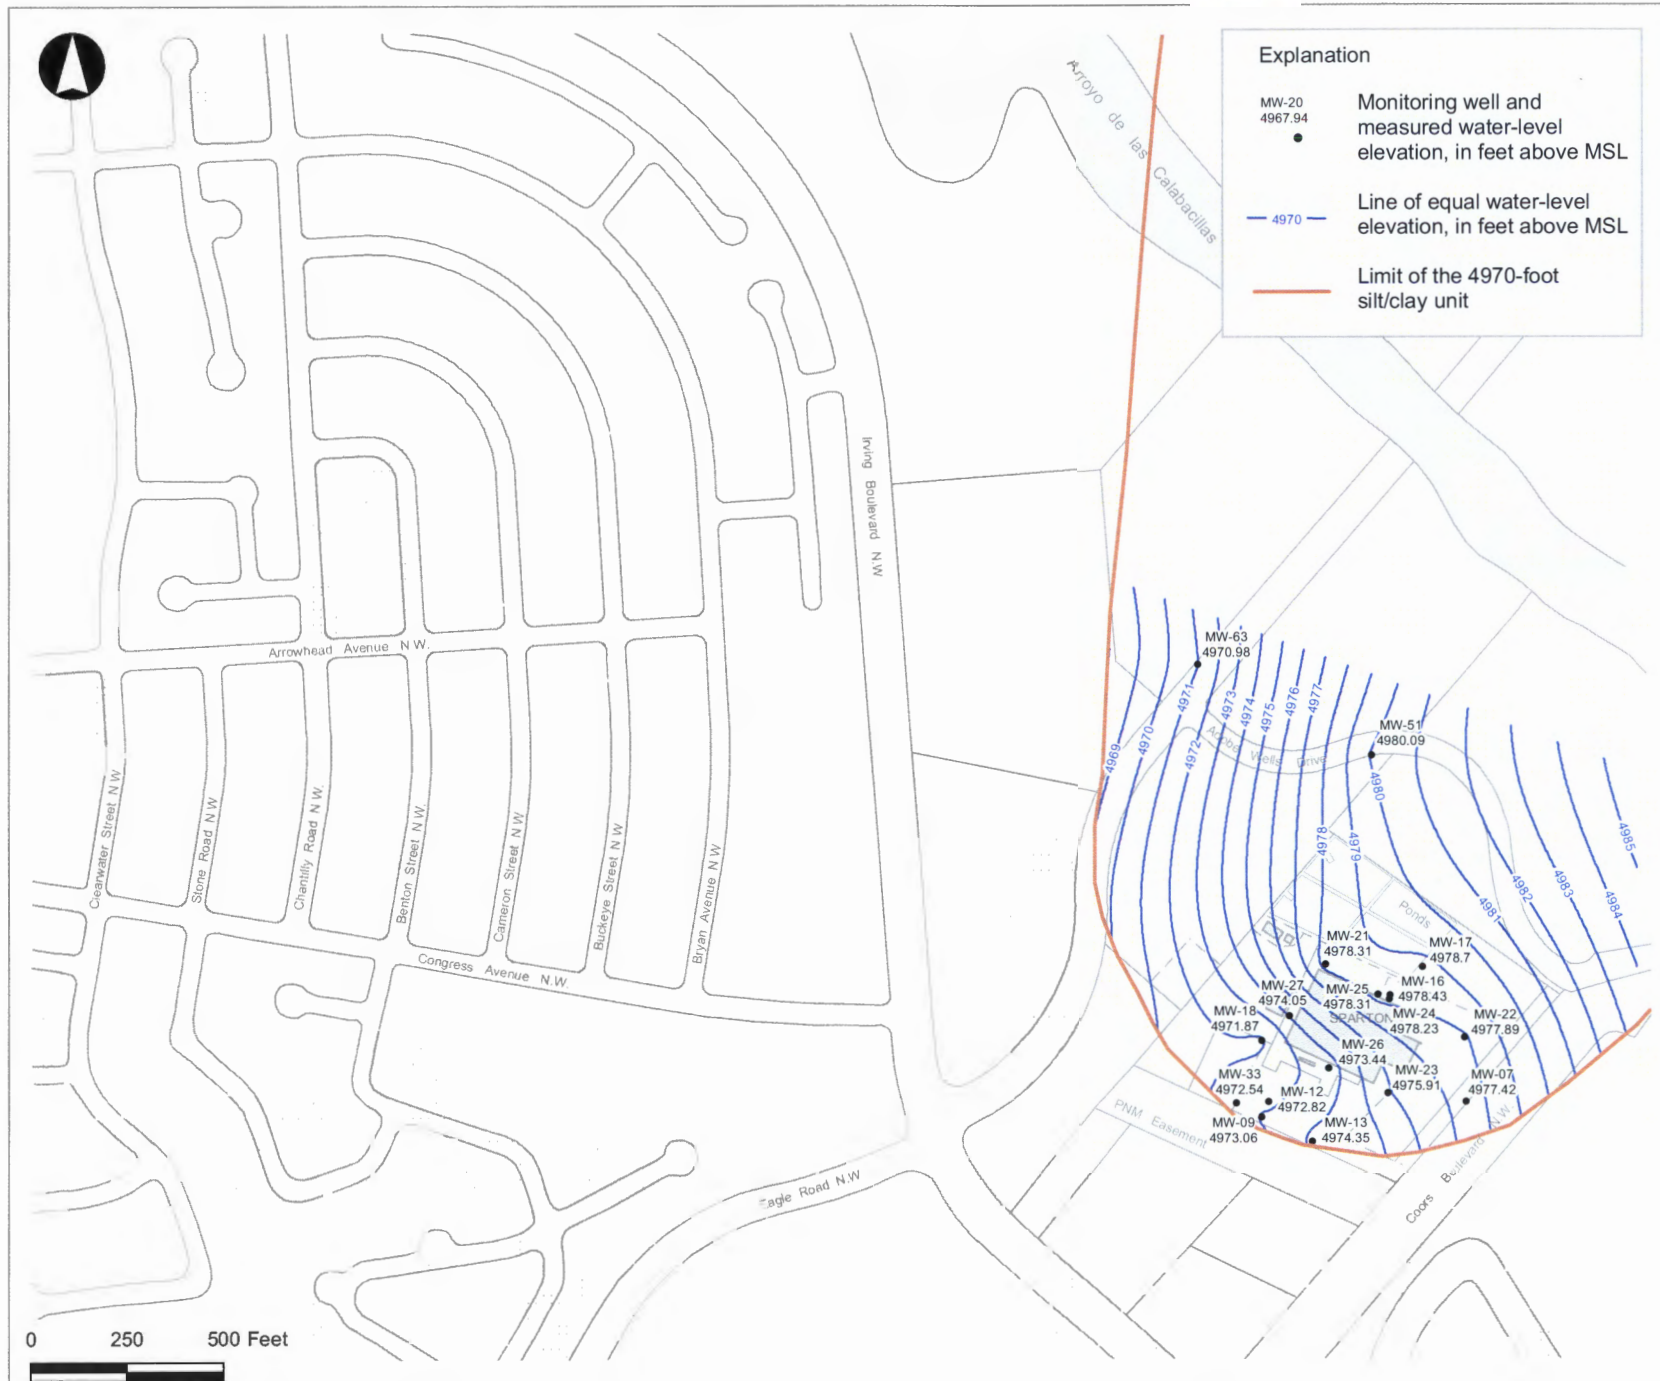 Explanation
MW-20
4967.94
Monitoring well and
measured water-level
elevation, in feet above MSL
4970
Line of equal water-level
elevation, in feet above MSL
Limit of the 4970-foot
silt/clay unit
Arroyo de las Calabacillas
Irving Boulevard N.W
Arrowhead Avenue N W.
Clearwater Street N W
Stone Road N W
Chantilly Road N W.
Benton Street N W.
Cameron Street N W
Buckeye Street N W
Bryan Avenue N W
Congress Avenue N.W.
Eagle Road N.W
Adobe Wells Drive
Ponds
SPARTON
PNM Easement
Coors Boulevard N W
MW-63
4970.98
MW-51
4980.09
MW-21
4978.31
MW-17
4978.7
MW-27
4974.05
MW-25
4978.31
MW-16
4978.43
MW-18
4971.87
MW-24
4978.23
MW-22
4977.89
MW-26
4973.44
MW-33
4972.54
MW-12
4972.82
MW-23
4975.91
MW-07
4977.42
MW-09
4973.06
MW-13
4974.35
4969
4970
4971
4972
4973
4974
4975
4976
4977
4978
4979
4980
4981
4982
4983
4984
4985
0 250 500 Feet